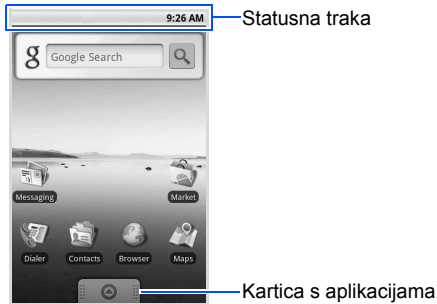 9:26 AM
Statusna traka
g Google Search
Messaging
Market
Dialer Contacts Browser Maps
Kartica s aplikacijama